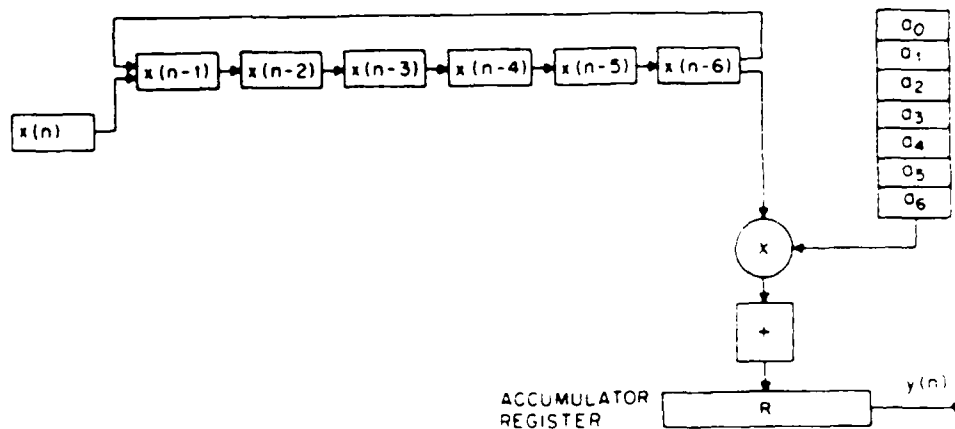 x(n-1) x(n-2) x(n-3) x(n-4) x(n-5) x(n-6)
x(n)
a0
a1
a2
a3
a4
a5
a6
x
+
ACCUMULATOR
REGISTER
R
y(n)